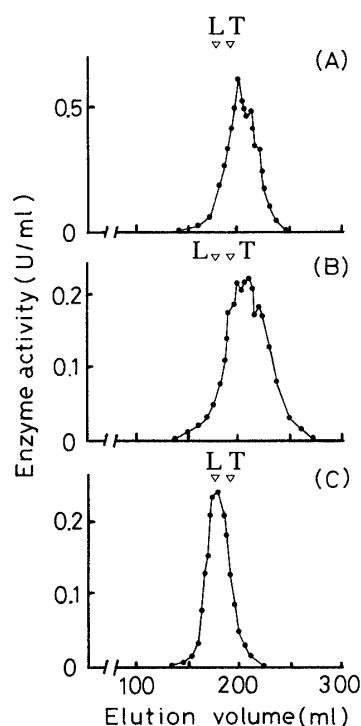 L T
(A)
0.5
0
L T
(B)
0.2
0.1
0
L T
(C)
0.2
0.1
0
100 200 300
Elution volume(ml)
Enzyme activity(U/ml)